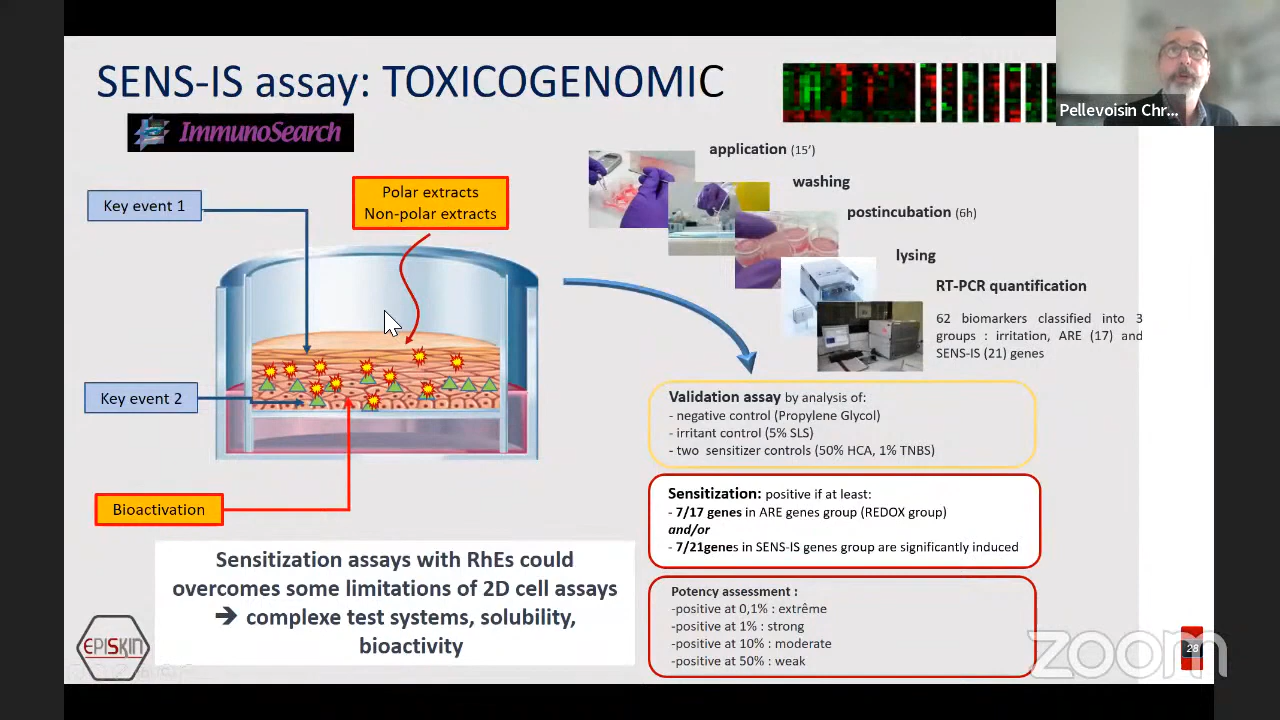 SENS-IS assay: TOXICOGENOMIC
ImmunoSearch
Pellevoisin Chr...
Key event 1
Polar extracts
Non-polar extracts
Key event 2
Bioactivation
application (15’)
washing
postincubation (6h)
lysing
RT-PCR quantification
62 biomarkers classified into 3
groups : irritation, ARE (17) and
SENS-IS (21) genes
Validation assay by analysis of:
- negative control (Propylene Glycol)
- irritant control (5% SLS)
- two sensitizer controls (50% HCA, 1% TNBS)
Sensitization: positive if at least:
- 7/17 genes in ARE genes group (REDOX group)
and/or
- 7/21genes in SENS-IS genes group are significantly induced
Potency assessment :
-positive at 0,1% : extrême
-positive at 1% : strong
-positive at 10% : moderate
-positive at 50% : weak
Sensitization assays with RhEs could
overcomes some limitations of 2D cell assays
➔ complexe test systems, solubility,
bioactivity
EPISKIN
zoom
28